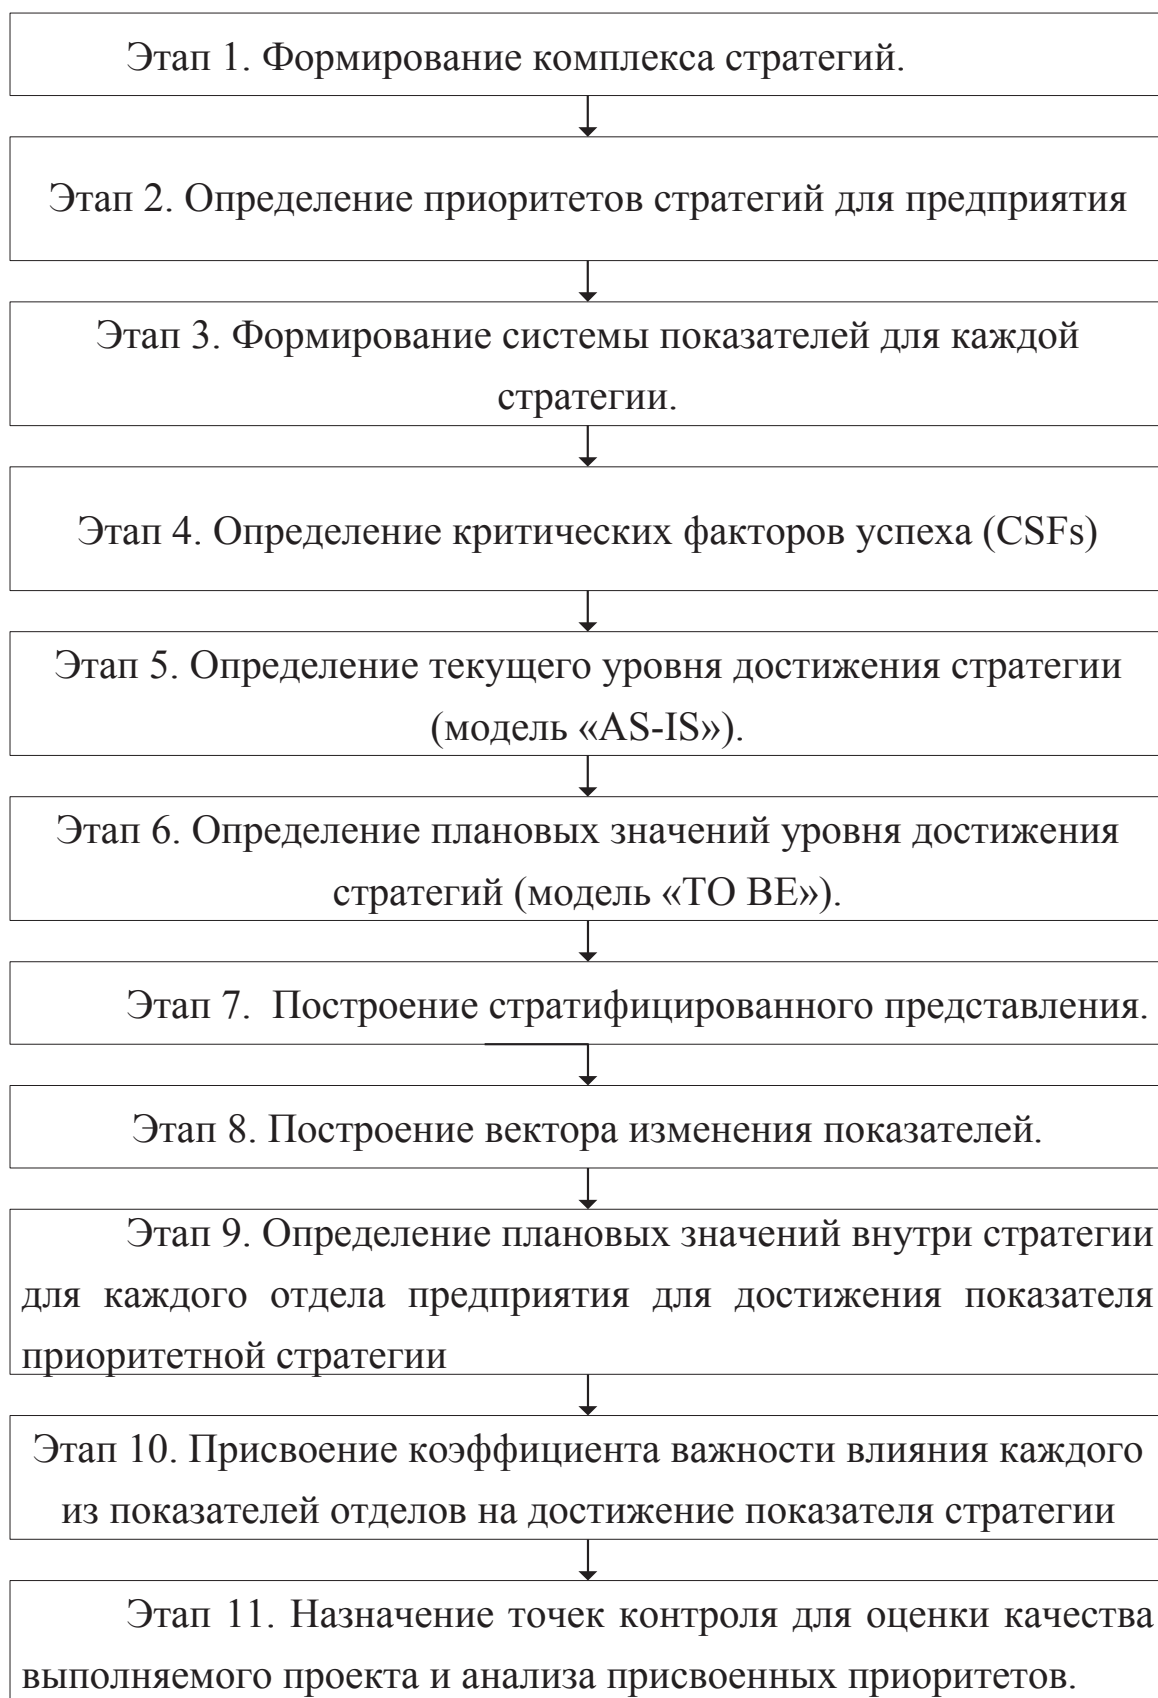 Этап 1. Формирование комплекса стратегий.
Этап 2. Определение приоритетов стратегий для предприятия
Этап 3. Формирование системы показателей для каждой
стратегии.
Этап 4. Определение критических факторов успеха (CSFs)
Этап 5. Определение текущего уровня достижения стратегии
(модель «AS-IS»).
Этап 6. Определение плановых значений уровня достижения
стратегий (модель «TO BE»).
Этап 7.  Построение стратифицированного представления.
Этап 8. Построение вектора изменения показателей.
Этап 9. Определение плановых значений внутри стратегии
для каждого отдела предприятия для достижения показателя
приоритетной стратегии
Этап 10. Присвоение коэффициента важности влияния каждого
из показателей отделов на достижение показателя стратегии
Этап 11. Назначение точек контроля для оценки качества
выполняемого проекта и анализа присвоенных приоритетов.